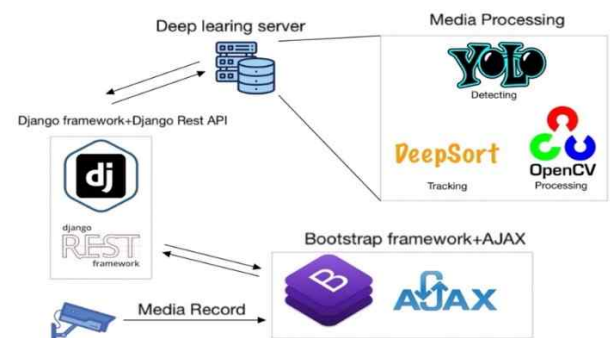 Deep learing server
Media Processing
YOLO
Detecting
DeepSort
Tracking
OpenCV
Processing
Django framework+Django Rest API
dj
django
REST
framework
Bootstrap framework+AJAX
B
AJAX
Media Record